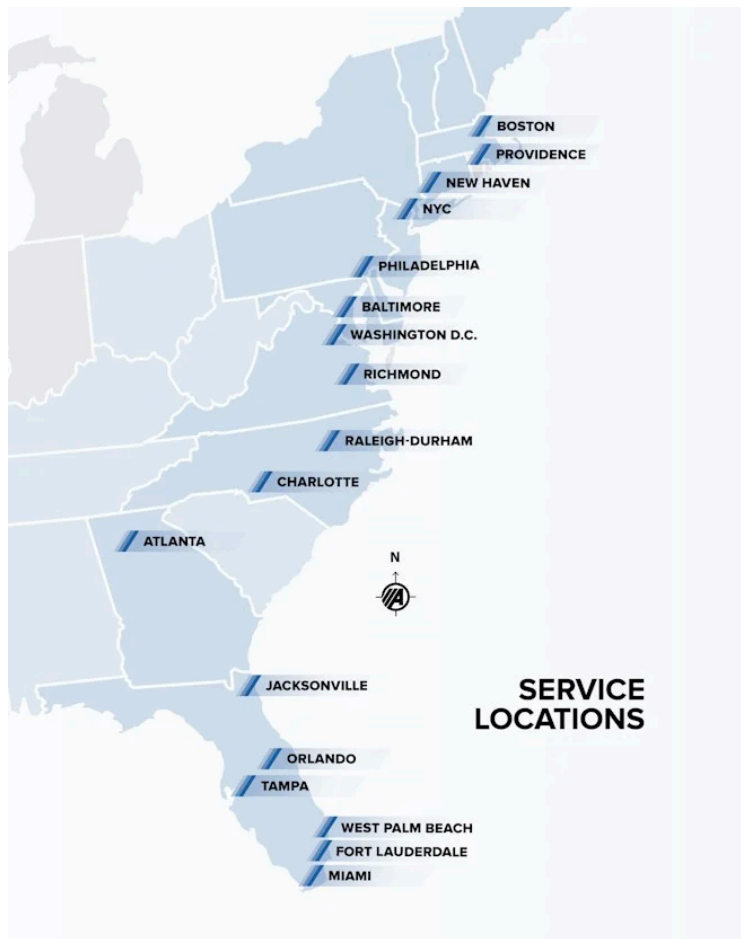 BOSTON
PROVIDENCE
NEW HAVEN
NYC
PHILADELPHIA
BALTIMORE
WASHINGTON D.C.
RICHMOND
RALEIGH-DURHAM
CHARLOTTE
ATLANTA
N
A
JACKSONVILLE
SERVICE
LOCATIONS
ORLANDO
TAMPA
WEST PALM BEACH
FORT LAUDERDALE
MIAMI